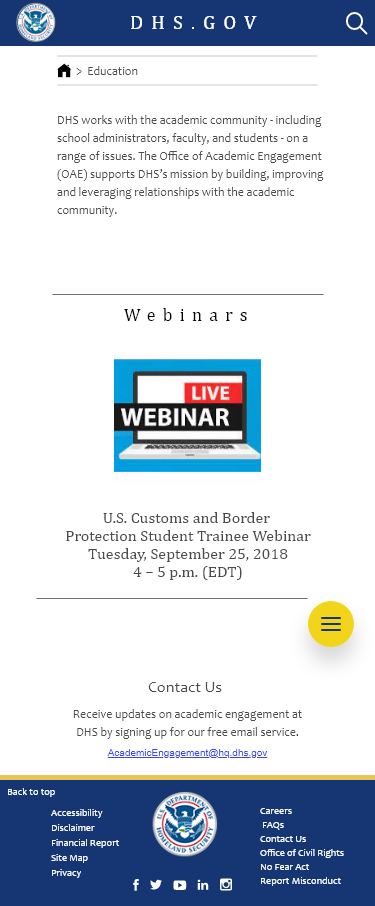 DHS.GOV
> Education
DHS works with the academic community - including
school administrators, faculty, and students - on a
range of issues. The Office of Academic Engagement
(OAE) supports DHS's mission by building, improving
and leveraging relationships with the academic
community.
Webinars
LIVE
WEBINAR
U.S. Customs and Border
Protection Student Trainee Webinar
Tuesday, September 25, 2018
4 – 5 p.m. (EDT)
Contact Us
Receive updates on academic engagement at
DHS by signing up for our free email service.
AcademicEngagement@hq.dhs.gov
Back to top
Accessibility
Disclaimer
Financial Report
Site Map
Privacy
U.S. DEPARTMENT OF
HOMELAND SECURITY
Careers
FAQs
Contact Us
Office of Civil Rights
No Fear Act
Report Misconduct